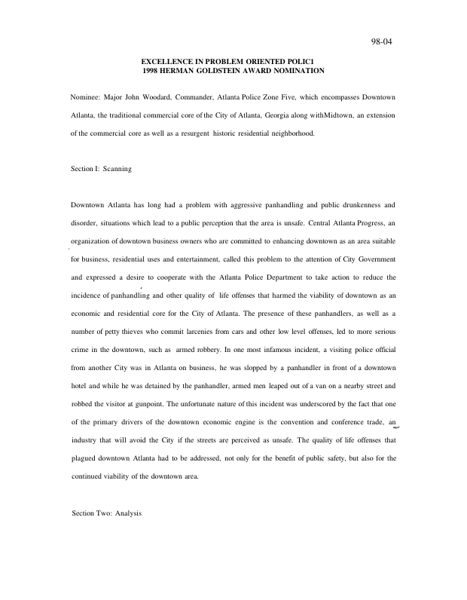 98-04
EXCELLENCE IN PROBLEM ORIENTED POLICI
1998 HERMAN GOLDSTEIN AWARD NOMINATION
Nominee: Major John Woodard, Commander, Atlanta Police Zone Five, which encompasses Downtown
Atlanta, the traditional commercial core of the City of Atlanta, Georgia along withMidtown, an extension
of the commercial core as well as a resurgent historic residential neighborhood.
Section I: Scanning
Downtown Atlanta has long had a problem with aggressive panhandling and public drunkenness and
disorder, situations which lead to a public perception that the area is unsafe. Central Atlanta Progress, an
organization of downtown business owners who are committed to enhancing downtown as an area suitable
for business, residential uses and entertainment, called this problem to the attention of City Government
and expressed a desire to cooperate with the Atlanta Police Department to take action to reduce the
incidence of panhandling and other quality of life offenses that harmed the viability of downtown as an
economic and residential core for the City of Atlanta. The presence of these panhandlers, as well as a
number of petty thieves who commit larcenies from cars and other low level offenses, led to more serious
crime in the downtown, such as armed robbery. In one most infamous incident, a visiting police official
from another City was in Atlanta on business, he was slopped by a panhandler in front of a downtown
hotel and while he was detained by the panhandler, armed men leaped out of a van on a nearby street and
robbed the visitor at gunpoint. The unfortunate nature of this incident was underscored by the fact that one
of the primary drivers of the downtown economic engine is the convention and conference trade, an
industry that will avoid the City if the streets are perceived as unsafe. The quality of life offenses that
plagued downtown Atlanta had to be addressed, not only for the benefit of public safety, but also for the
continued viability of the downtown area.
Section Two: Analysis